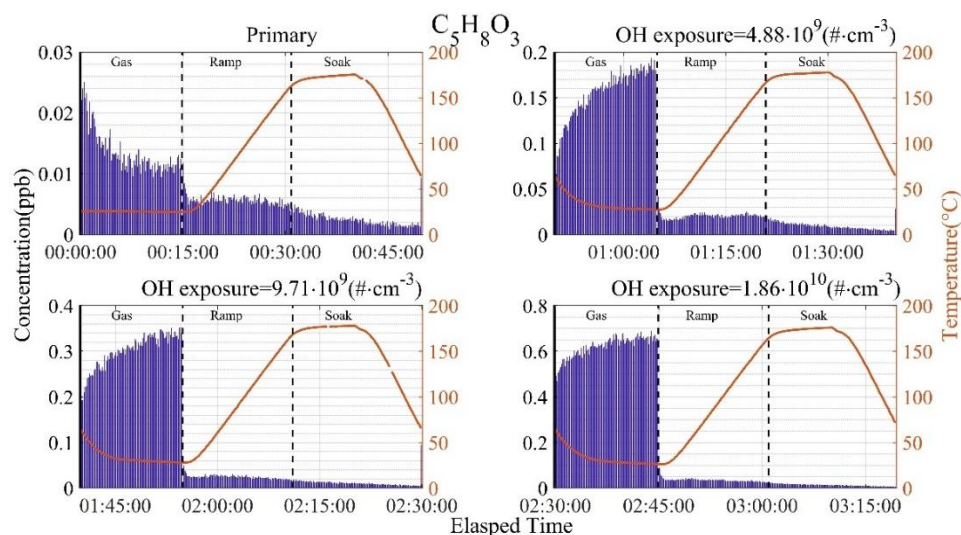 C5H8O3
Primary
OH exposure=4.88·10^9(#·cm^-3)
Gas Ramp Soak
Gas Ramp Soak
0.03
0.02
0.01
0
200
150
100
50
0
0.2
0.15
0.1
0.05
0
200
150
100
50
0
00:00:00 00:15:00 00:30:00 00:45:00
01:00:00 01:15:00 01:30:00
Concentration(ppb)
Temperature(°C)
OH exposure=9.71·10^9(#·cm^-3)
OH exposure=1.86·10^10(#·cm^-3)
Gas Ramp Soak
Gas Ramp Soak
0.4
0.3
0.2
0.1
0
200
150
100
50
0
0.8
0.6
0.4
0.2
0
200
150
100
50
0
01:45:00 02:00:00 02:15:00 02:30:00
02:30:00 02:45:00 03:00:00 03:15:00
Elasped Time